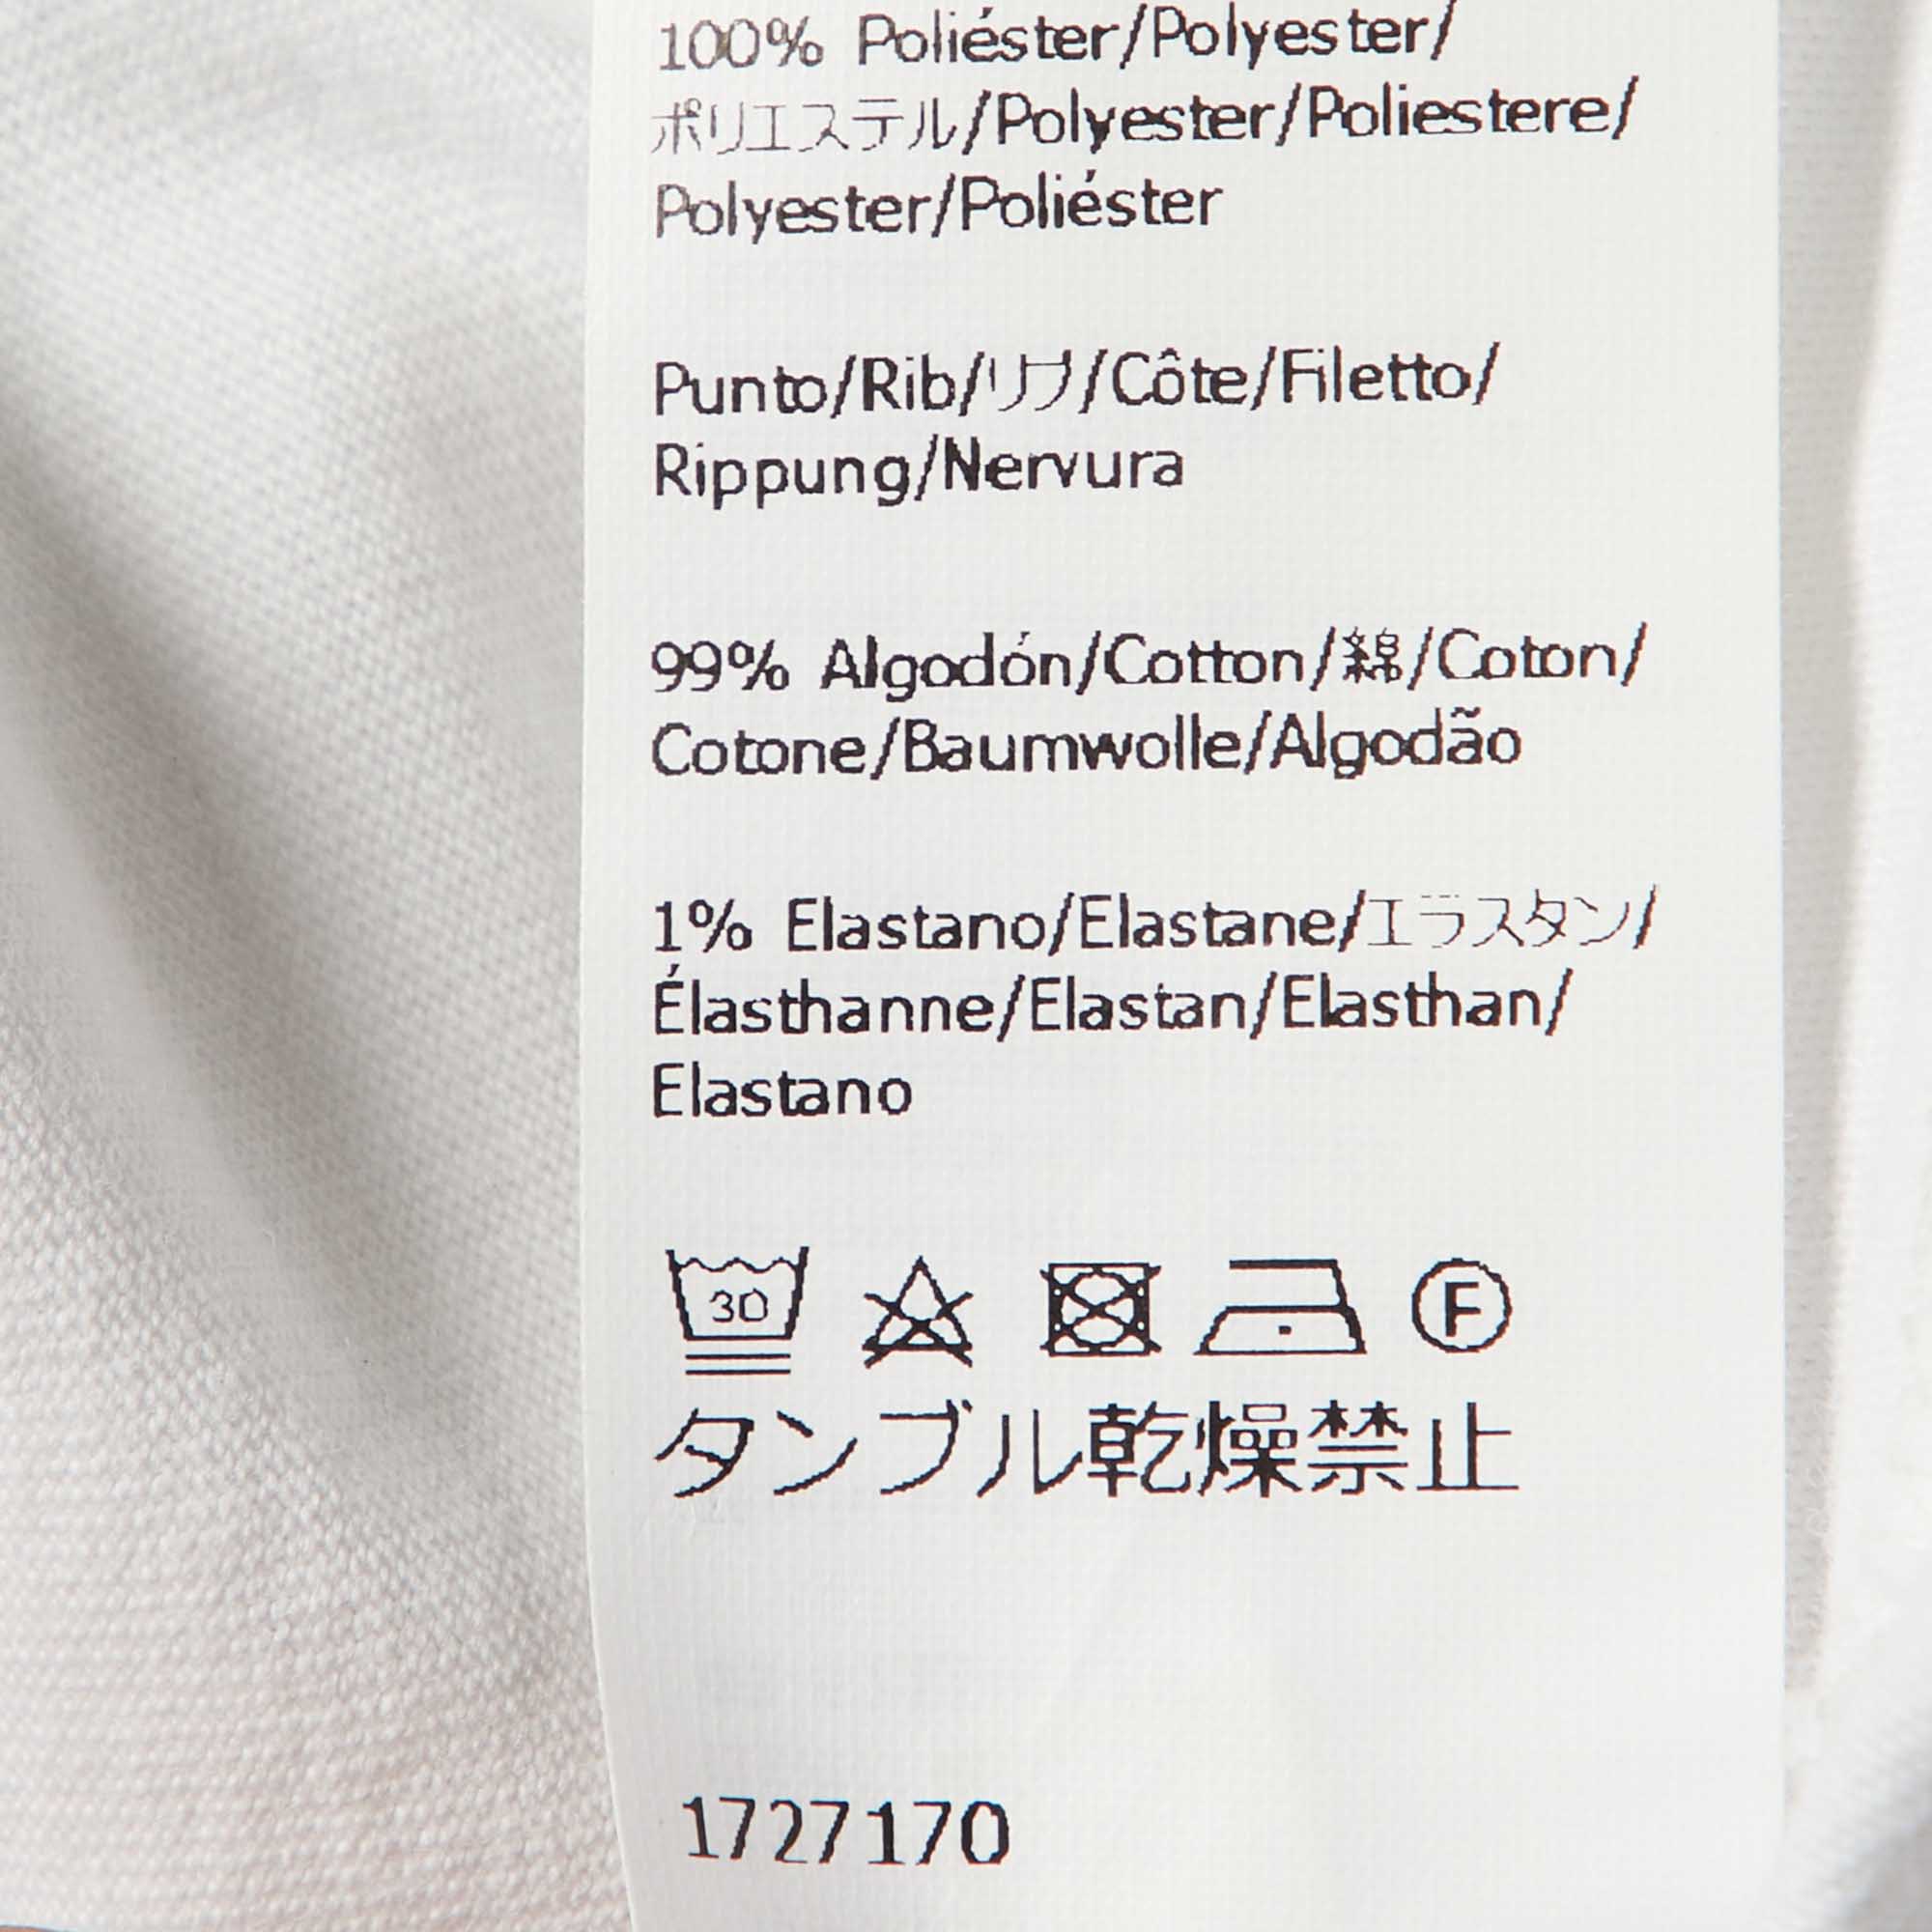 100% Poliéster/Polyester/
ポリエステル/Polyester/Poliestere/
Polyester/Poliéster
Punto/Rib/リブ/Côte/Filetto/
Rippung/Nervura
99% Algodón/Cotton/綿/Coton/
Cotone/Baumwolle/Algodão
1% Elastano/Elastane/エラスタン/
Élasthanne/Elastan/Elasthan/
Elastano
30 F
タンブル乾燥禁止
1727170